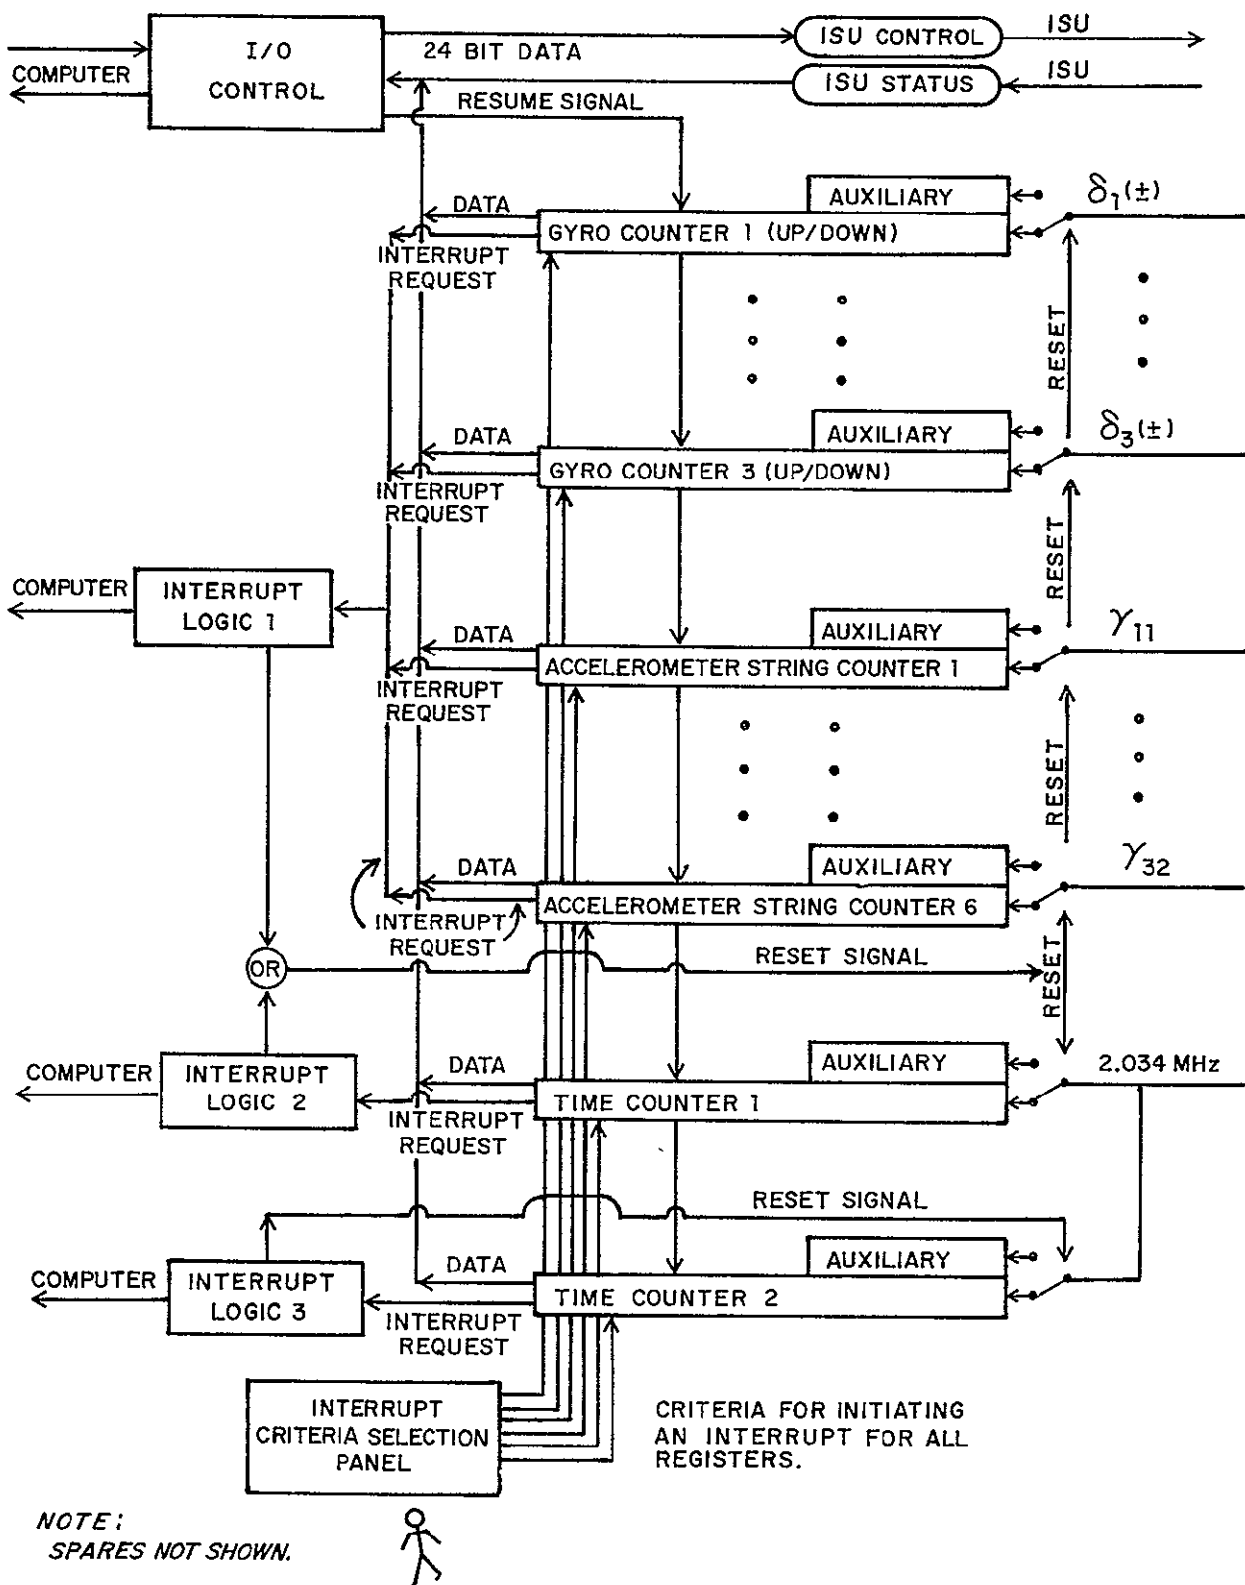 I/O
CONTROL
COMPUTER
24 BIT DATA
ISU CONTROL
ISU
ISU STATUS
ISU
RESUME SIGNAL
AUXILIARY
δ1(±)
DATA
GYRO COUNTER 1 (UP/DOWN)
INTERRUPT
REQUEST
RESET
AUXILIARY
δ3(±)
DATA
GYRO COUNTER 3 (UP/DOWN)
INTERRUPT
REQUEST
RESET
COMPUTER
INTERRUPT
LOGIC 1
AUXILIARY
γ11
DATA
ACCELEROMETER STRING COUNTER 1
INTERRUPT
REQUEST
RESET
AUXILIARY
γ32
DATA
ACCELEROMETER STRING COUNTER 6
INTERRUPT
REQUEST
OR
RESET SIGNAL
RESET
COMPUTER
INTERRUPT
LOGIC 2
AUXILIARY
2.034 MHz
DATA
TIME COUNTER 1
INTERRUPT
REQUEST
RESET SIGNAL
COMPUTER
INTERRUPT
LOGIC 3
AUXILIARY
DATA
TIME COUNTER 2
INTERRUPT
REQUEST
INTERRUPT
CRITERIA SELECTION
PANEL
CRITERIA FOR INITIATING
AN INTERRUPT FOR ALL
REGISTERS.
NOTE:
SPARES NOT SHOWN.